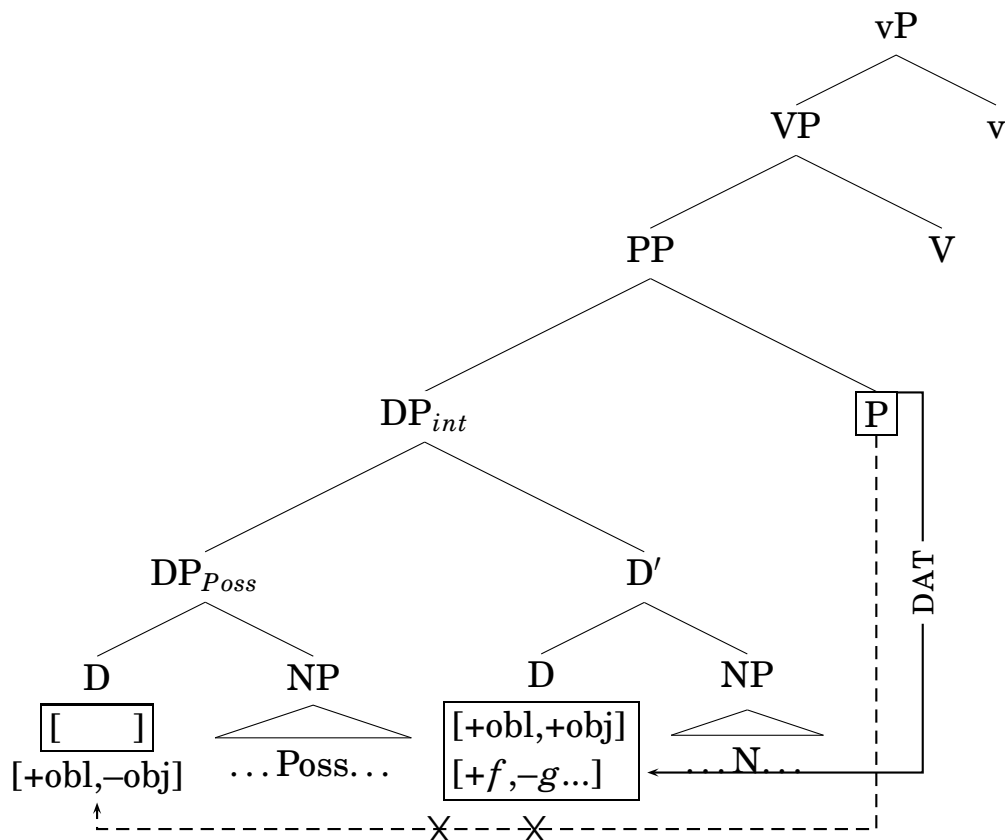 vP
VP v
PP V
DP_int P
DP_Poss D′
DAT
D NP D NP
[ ] [+obl,+obj]
[+obl,–obj] …Poss… [+f,–g...] …N…
X X